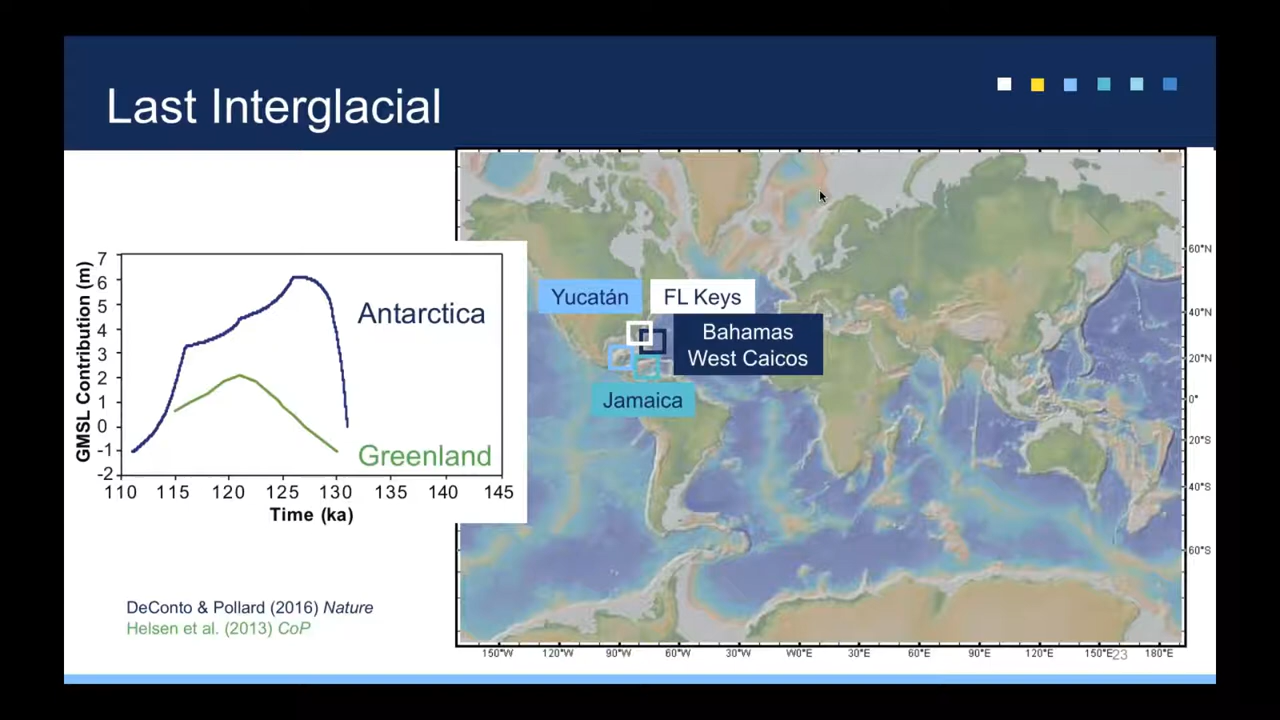 Last Interglacial
7
6
5
4
3
2
1
0
-1
-2
GMSL Contribution (m)
Antarctica
Greenland
110 115 120 125 130 135 140 145
Time (ka)
Yucatán
FL Keys
Bahamas
West Caicos
Jamaica
60°N
40°N
20°N
0°
20°S
40°S
60°S
150°W 120°W 90°W 60°W 30°W W0°E 30°E 60°E 90°E 120°E 150°E 180°E
23
DeConto & Pollard (2016) Nature
Helsen et al. (2013) CoP